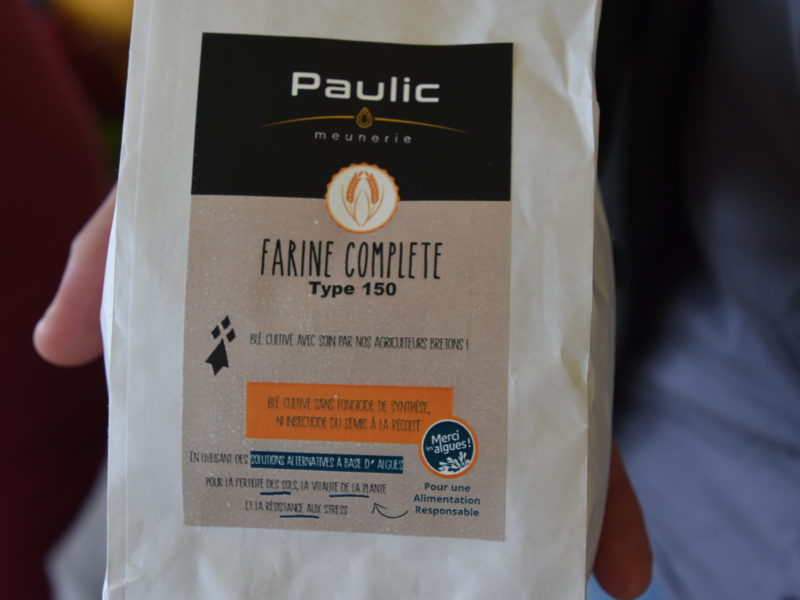 Paulic
meunerie
FARINE COMPLETE
Type 150
BLÉ CULTIVÉ AVEC SOIN PAR NOS AGRICULTEURS BRETONS !
BLÉ CULTIVÉ SANS FONGICIDE DE SYNTHÈSE,
NI INSECTICIDE DU SEMIS À LA RÉCOLTE
EN UTILISANT DES SOLUTIONS ALTERNATIVES À BASE D'ALGUES
POUR LA FERTILITÉ DES SOLS, LA VITALITÉ DE LA PLANTE
ET LA RÉSISTANCE AUX STRESS
Merci
les algues !
Pour une
Alimentation
Responsable